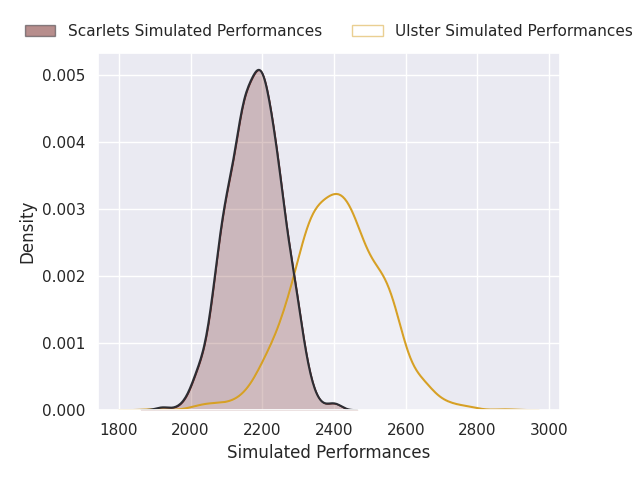 Scarlets Simulated Performances Ulster Simulated Performances
0.005
0.004
0.003
0.002
0.001
0.000
Density
1800 2000 2200 2400 2600 2800 3000
Simulated Performances